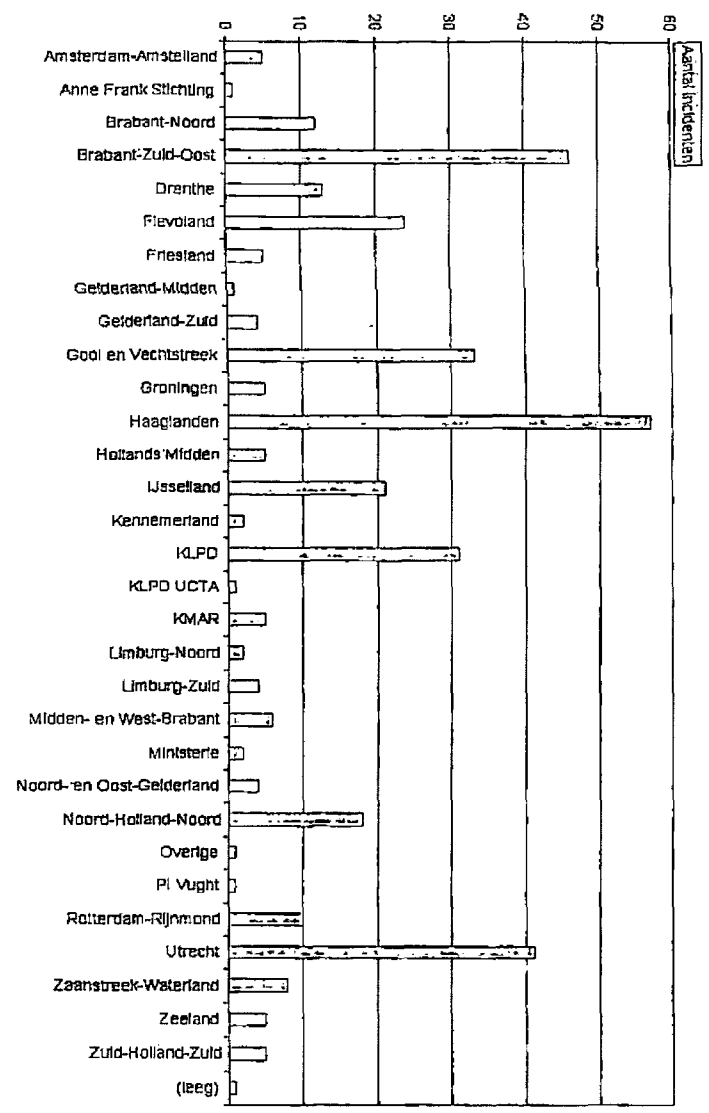 0
10
20
30
40
50
60
Aantal incidenten
Amsterdam-Amstelland
Anne Frank Stichting
Brabant-Noord
Brabant-Zuid-Oost
Drenthe
Flevoland
Friesland
Gelderland-Midden
Gelderland-Zuid
Gooi en Vechtstreek
Groningen
Haaglanden
Hollands Midden
IJsselland
Kennemerland
KLPD
KLPD UCTA
KMAR
Limburg-Noord
Limburg-Zuid
Midden- en West-Brabant
Ministerie
Noord- en Oost-Gelderland
Noord-Holland-Noord
Overige
PI Vught
Rotterdam-Rijnmond
Utrecht
Zaanstreek-Waterland
Zeeland
Zuid-Holland-Zuid
(leeg)